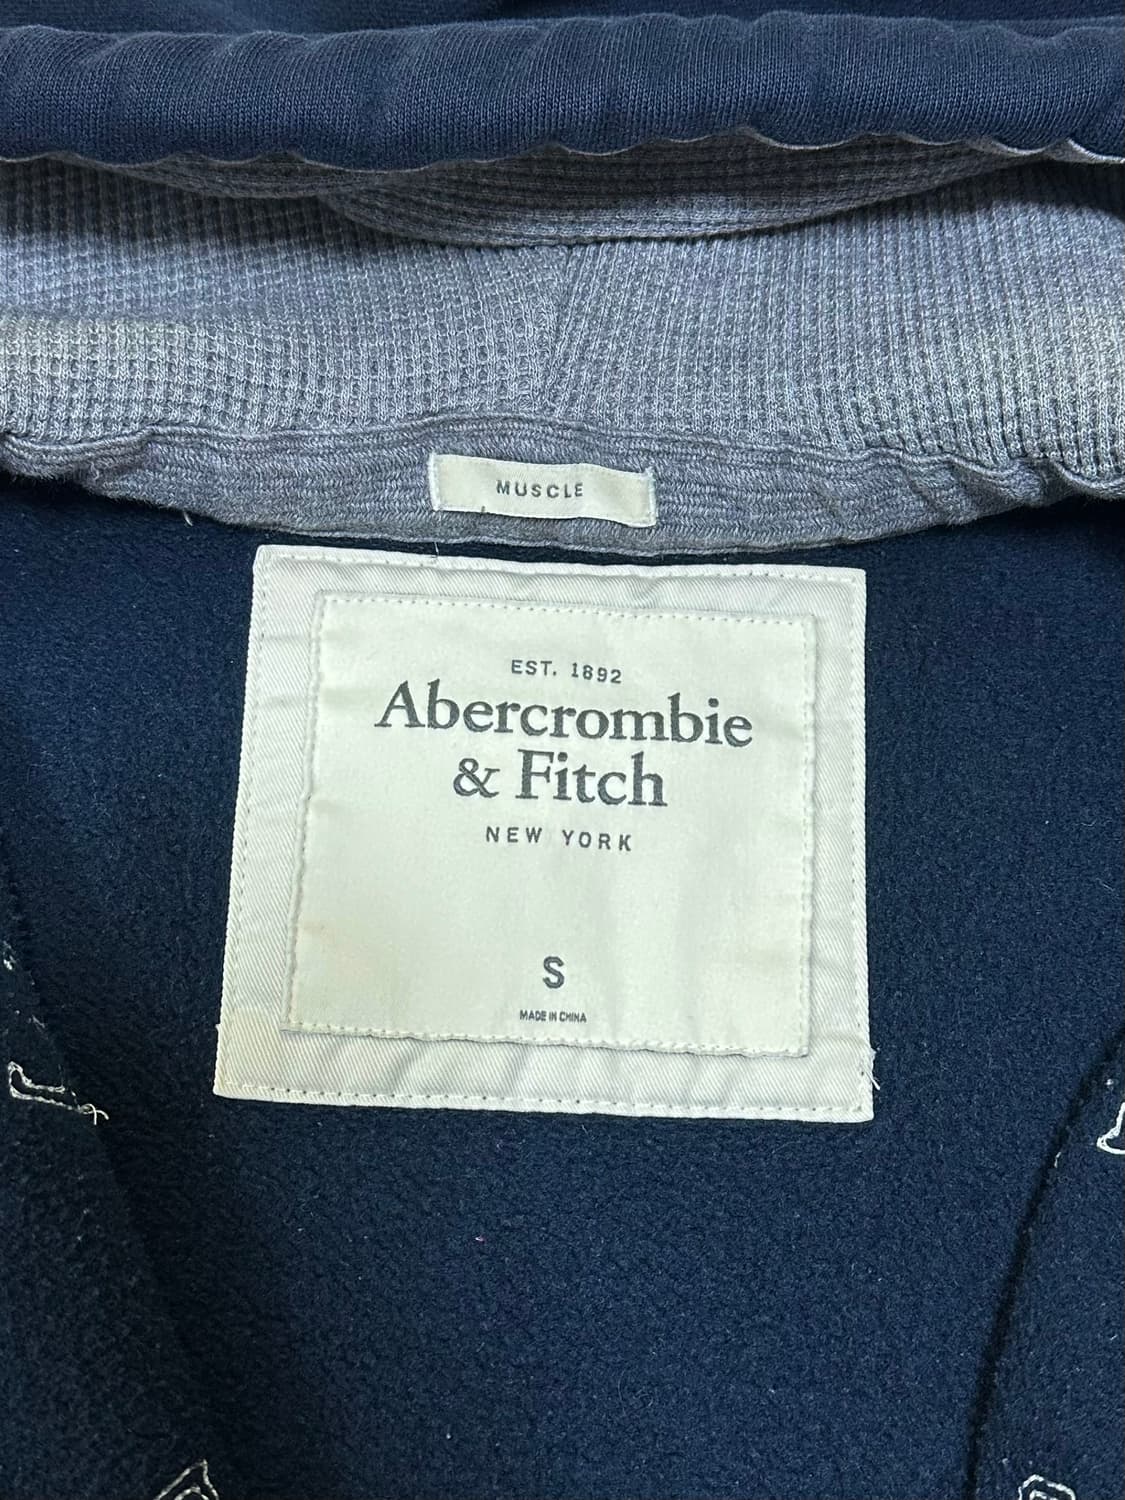 MUSCLE
EST. 1892
Abercrombie
& Fitch
NEW YORK
S
MADE IN CHINA